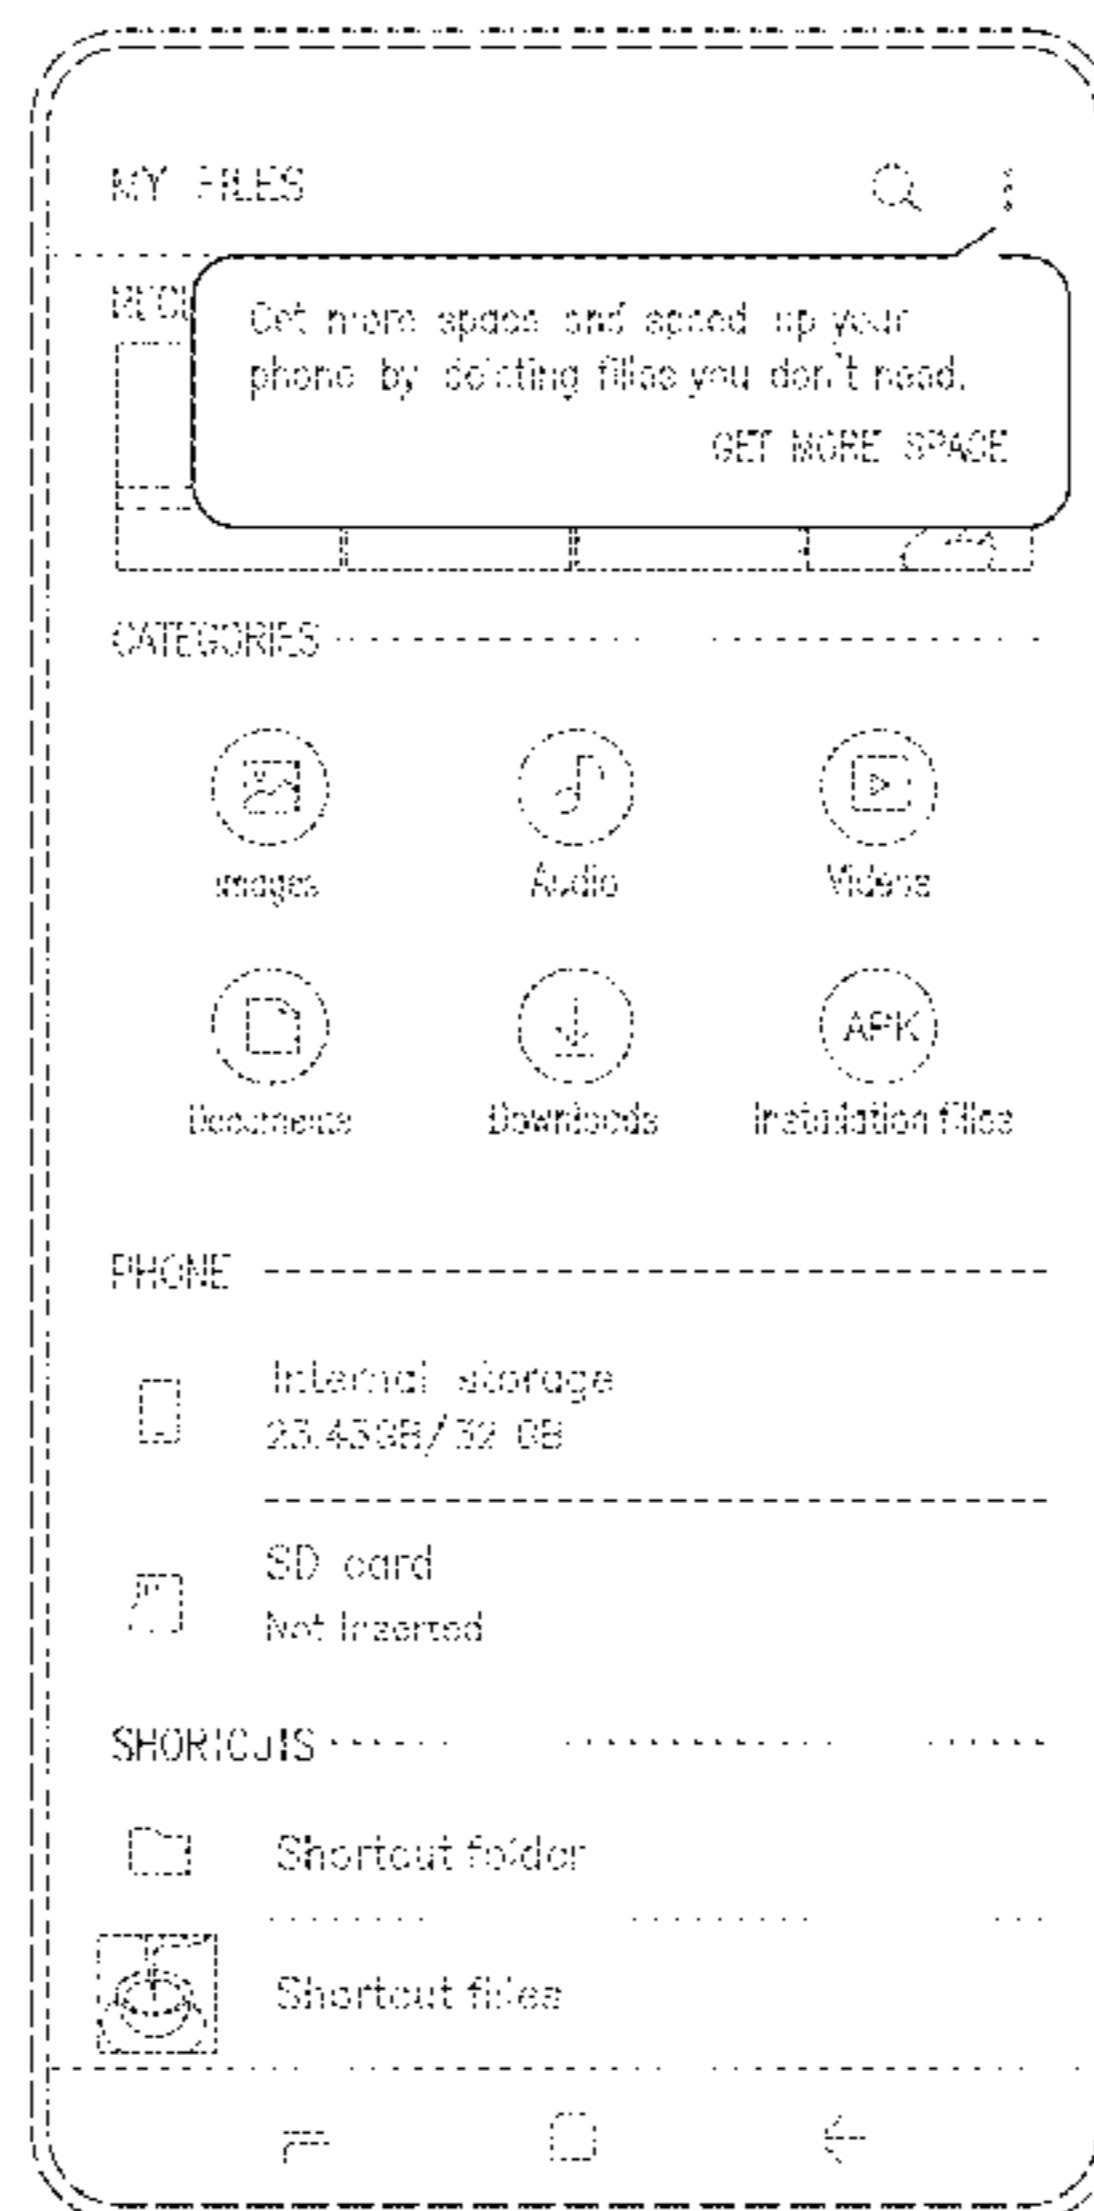 MY FILES
Get more space and speed up your
phone by deleting files you don't need.
GET MORE SPACE
CATEGORIES
Images Audio Videos
APK
Documents Downloads Installation files
PHONE
Internal storage
23.43GB/32 GB
SD card
Not Inserted
SHORTCUTS
Shortcut folder
Shortcut files